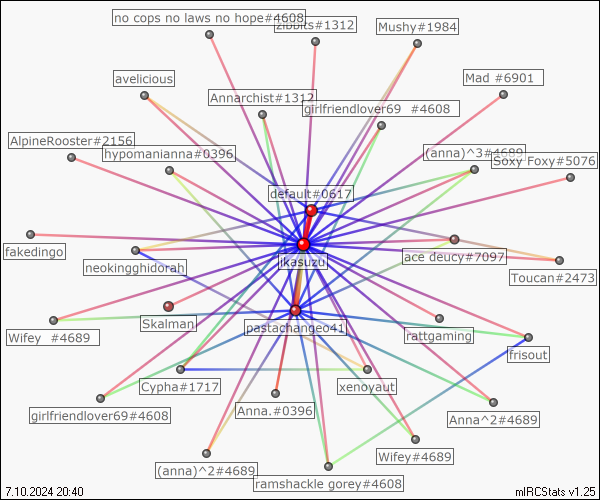 no cops no laws no hope#4608
zibbits#1312
Mushy#1984
avelicious
Mad #6901
Annarchist#1312
girlfriendlover69 #4608
AlpineRooster#2156
hypomanianna#0396
(anna)^3#4689
Soxy Foxy#5076
default#0617
fakedingo
jkasuzu
ace deucy#7097
neokingghidorah
Toucan#2473
Skalman
pastachange041
Wifey #4689
rattgaming
frisout
Cypha#1717
xenoyaut
girlfriendlover69#4608
Anna.#0396
Anna^2#4689
(anna)^2#4689
Wifey#4689
ramshackle gorey#4608
7.10.2024 20:40
mIRCStats v1.25